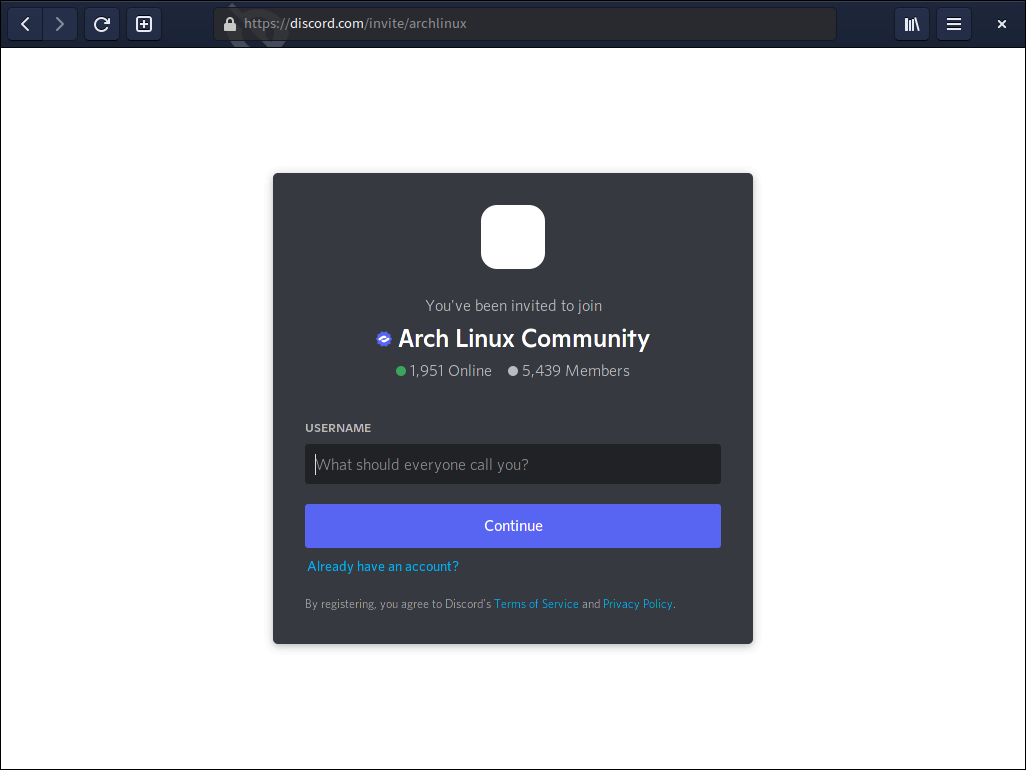 https://discord.com/invite/archlinux
You've been invited to join
Arch Linux Community
1,951 Online 5,439 Members
USERNAME
What should everyone call you?
Continue
Already have an account?
By registering, you agree to Discord's Terms of Service and Privacy Policy.